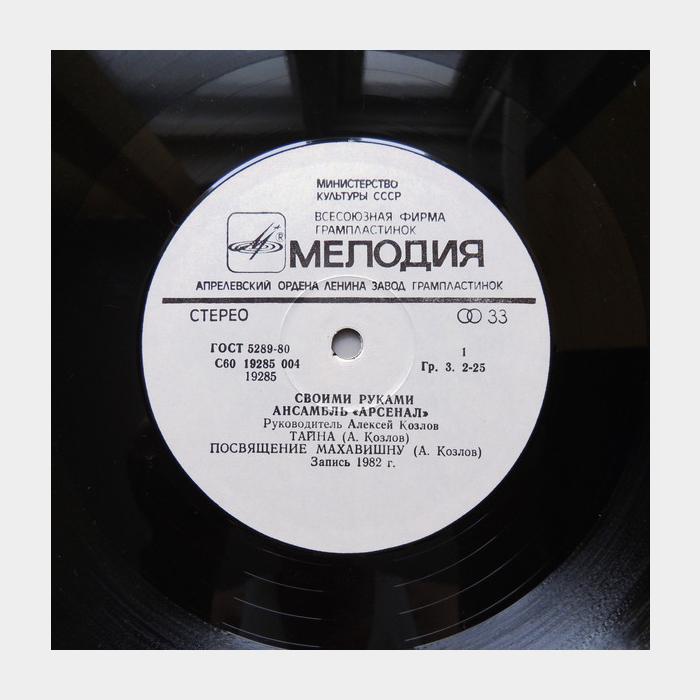 МИНИСТЕРСТВО
КУЛЬТУРЫ СССР
ВСЕСОЮЗНАЯ ФИРМА
ГРАМПЛАСТИНОК
®
МЕЛОДИЯ
АПРЕЛЕВСКИЙ ОРДЕНА ЛЕНИНА ЗАВОД ГРАМПЛАСТИНОК
СТЕРЕО 33
ГОСТ 5289-80 1
С60 19285 004 Гр. 3. 2-25
19285
СВОИМИ РУКАМИ
АНСАМБЛЬ «АРСЕНАЛ»
Руководитель Алексей Козлов
ТАЙНА (А. Козлов)
ПОСВЯЩЕНИЕ МАХАВИШНУ (А. Козлов)
Запись 1982 г.